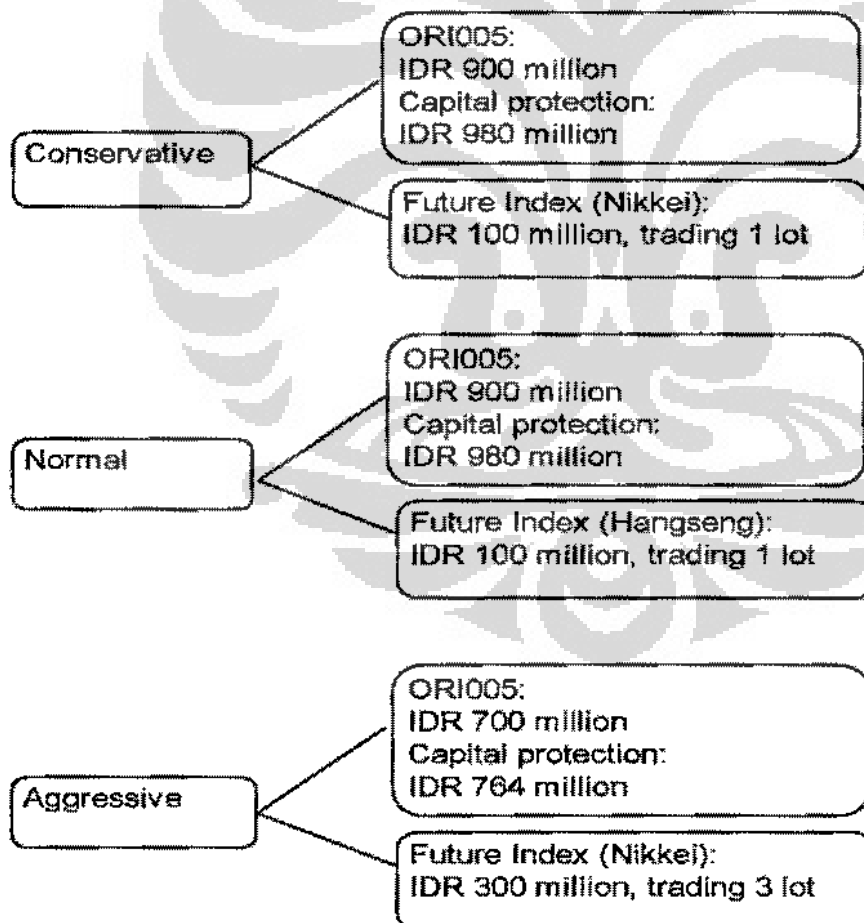 Conservative
ORI005:
IDR 900 million
Capital protection:
IDR 980 million
Future Index (Nikkei):
IDR 100 million, trading 1 lot
Normal
ORI005:
IDR 900 million
Capital protection:
IDR 980 million
Future Index (Hangseng):
IDR 100 million, trading 1 lot
Aggressive
ORI005:
IDR 700 million
Capital protection:
IDR 764 million
Future Index (Nikkei):
IDR 300 million, trading 3 lot